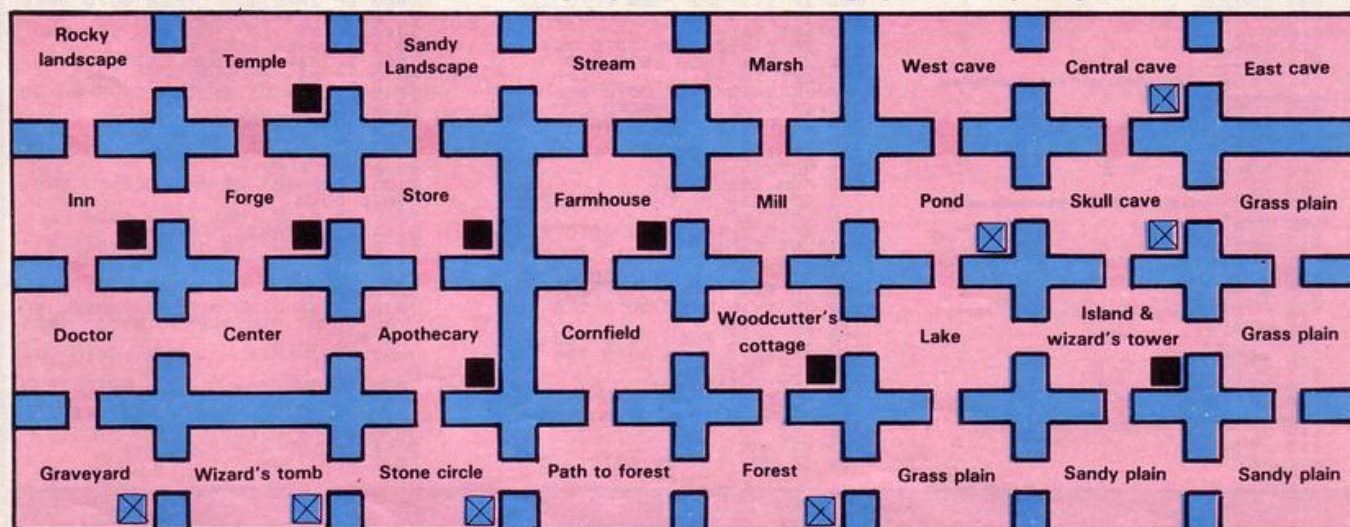 Rocky
landscape
Temple
Sandy
Landscape
Stream
Marsh
West cave
Central cave
East cave
Inn
Forge
Store
Farmhouse
Mill
Pond
Skull cave
Grass plain
Doctor
Center
Apothecary
Cornfield
Woodcutter's
cottage
Lake
Island &
wizard's tower
Grass plain
Graveyard
Wizard's tomb
Stone circle
Path to forest
Forest
Grass plain
Sandy plain
Sandy plain